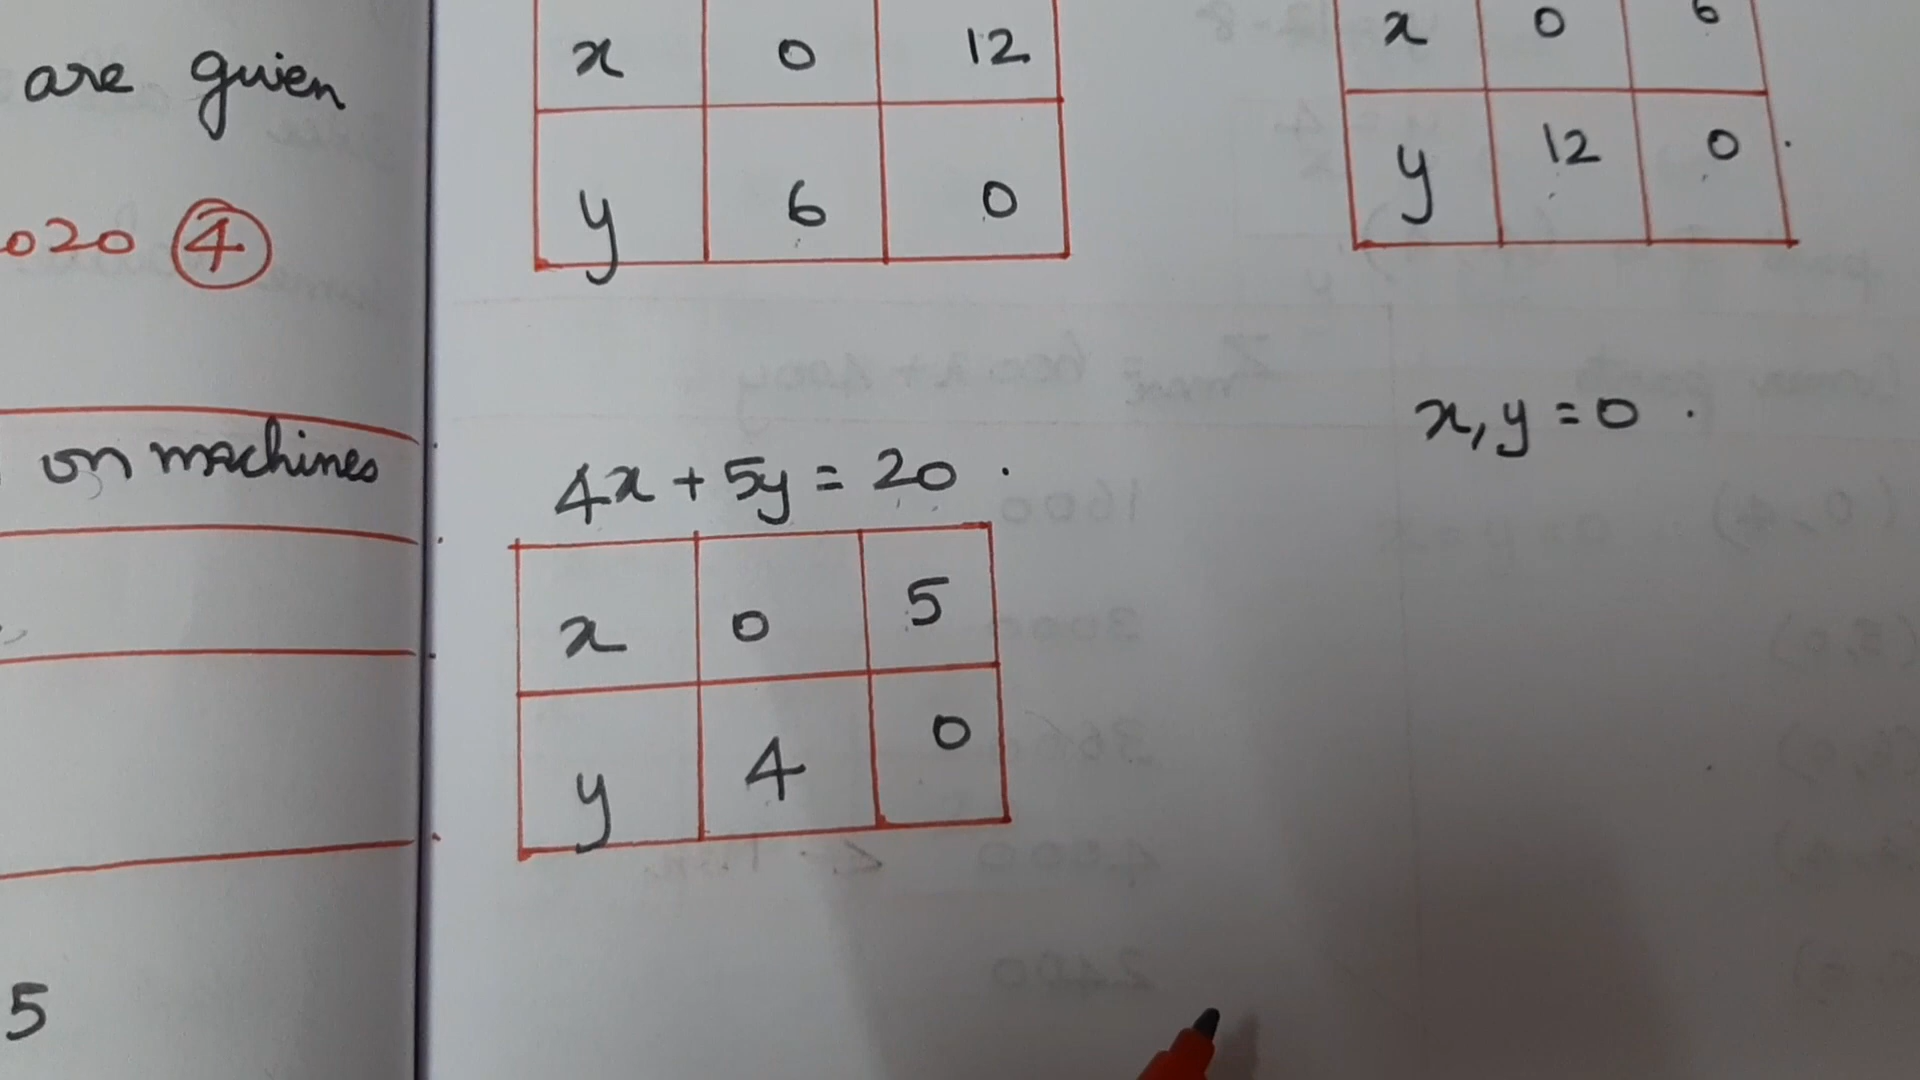 are given
020 4
on machines
5
x 0 12
y 6 0
x 0 6
y 12 0
x, y = 0
4x + 5y = 20
x 0 5
y 4 0